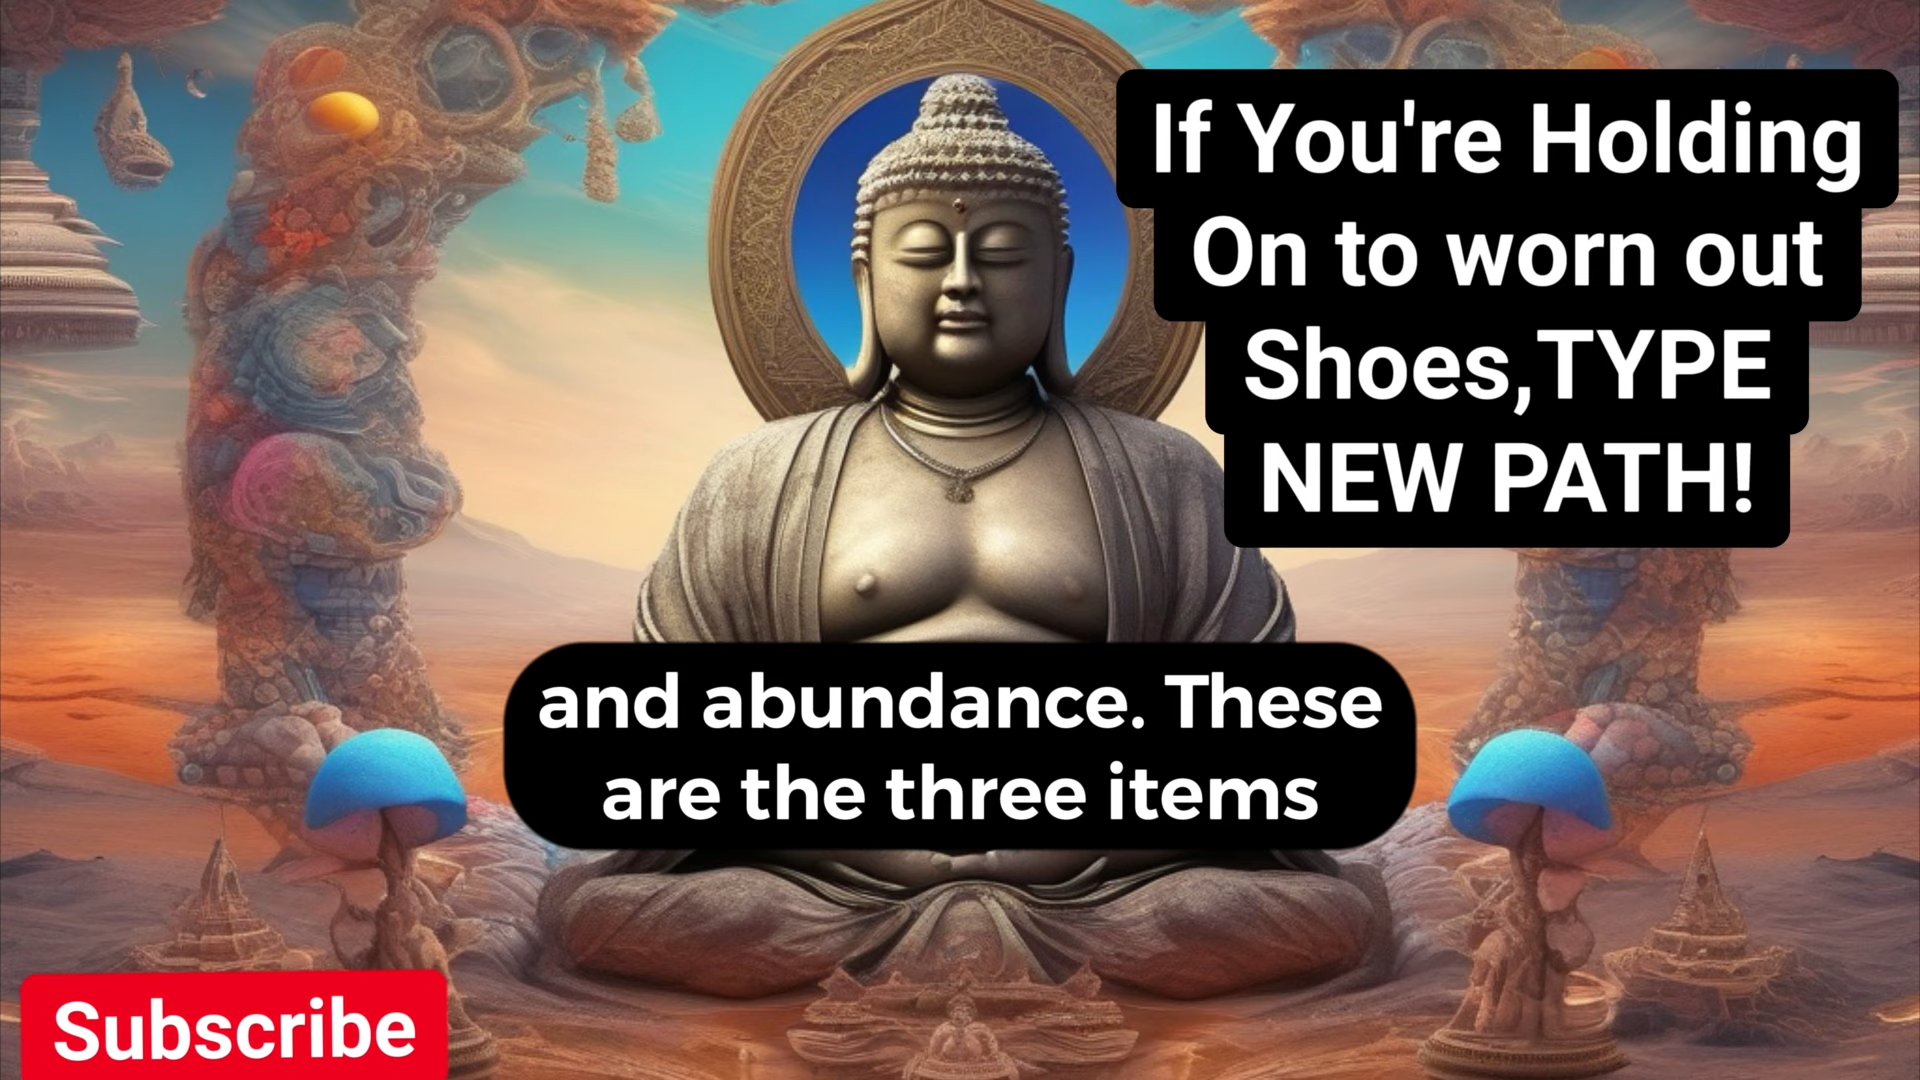 If You're Holding
On to worn out
Shoes,TYPE
NEW PATH!
and abundance. These
are the three items
Subscribe